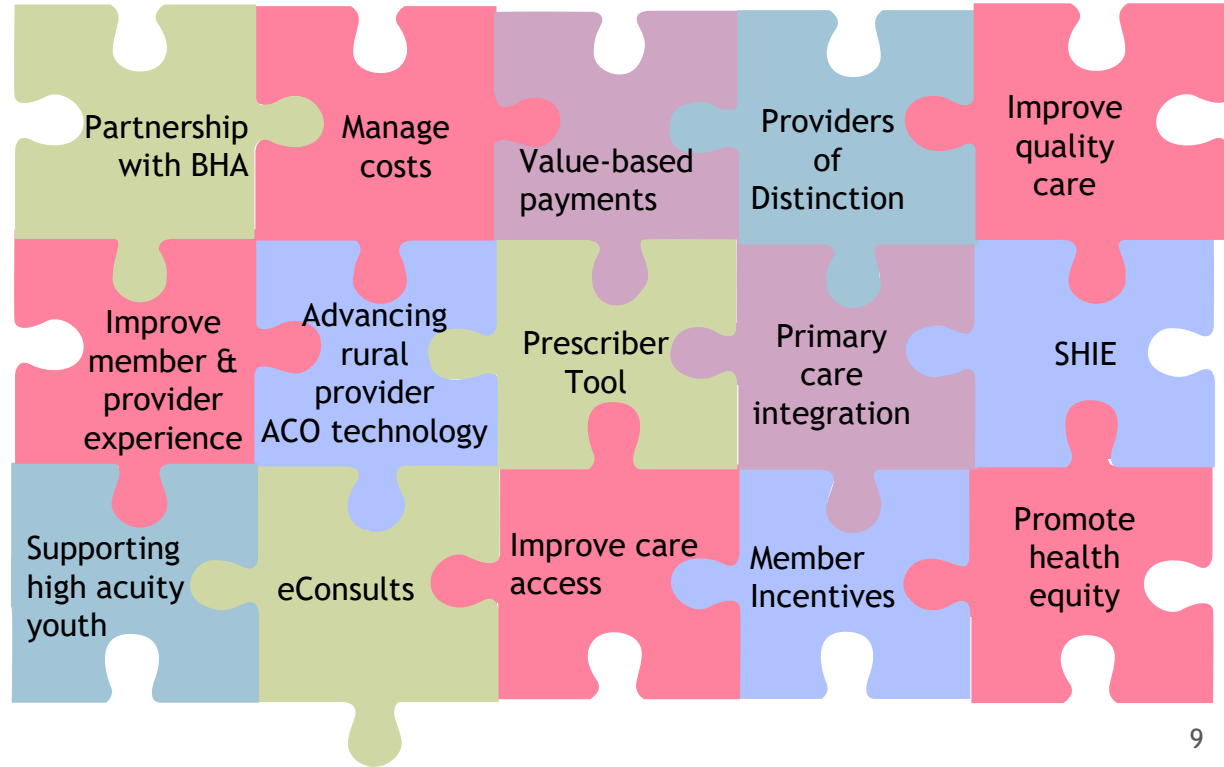 Partnership
with BHA
Manage
costs
Value-based
payments
Providers
of
Distinction
Improve
quality
care
Improve
member &
provider
experience
Advancing
rural
provider
ACO technology
Prescriber
Tool
Primary
care
integration
SHIE
Supporting
high acuity
youth
eConsults
Improve care
access
Member
Incentives
Promote
health
equity
9